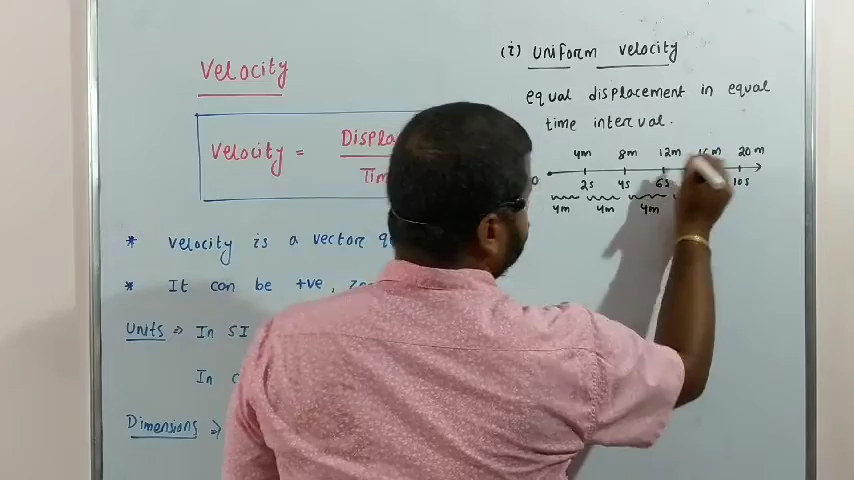 Velocity
Velocity =
* velocity is a vector
* It can be +ve,
Units ⇒ In SI
In
Dimensions ⇒
(i) uniform velocity
equal displacement in equal
time interval.
4m 8m 12m 20m
0 2s 4s 6s 10s
4m 4m 4m